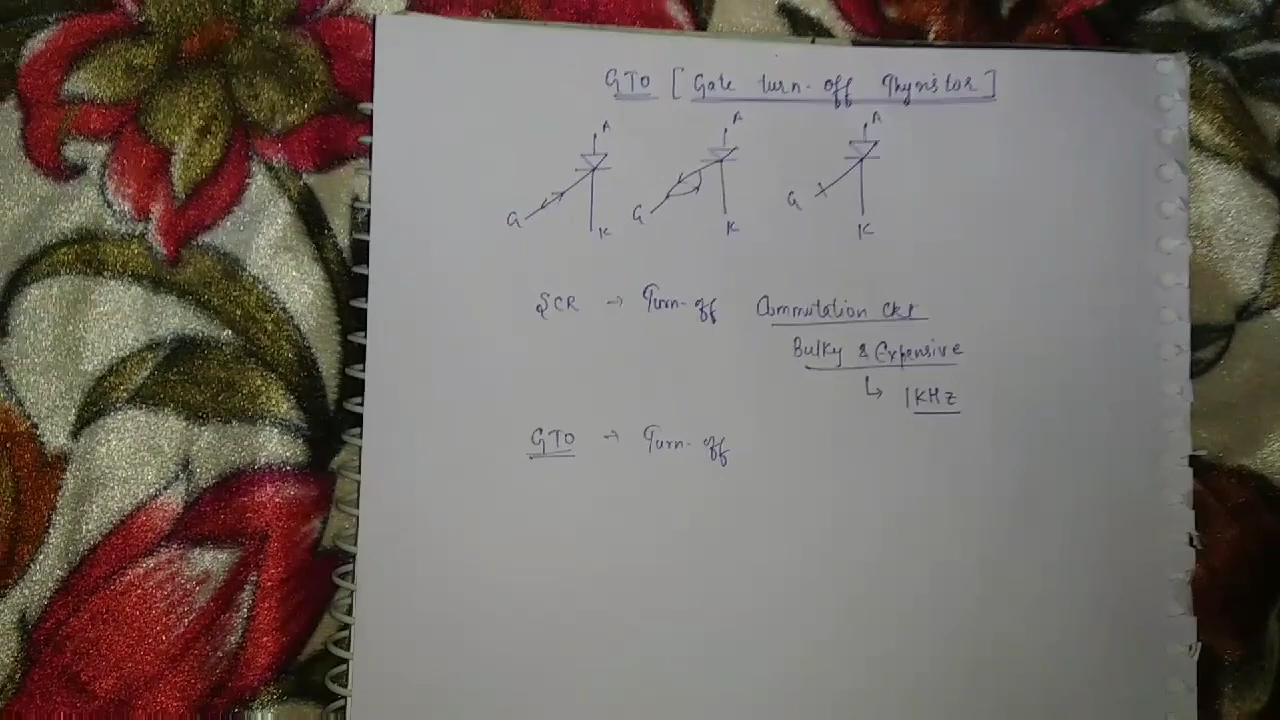 GTO [Gate turn-off Thyristor]
A A A
G K G K G K
SCR → Turn-off Commutation Ckt
Bulky & Expensive
↳ 1KHz
GTO → Turn-off